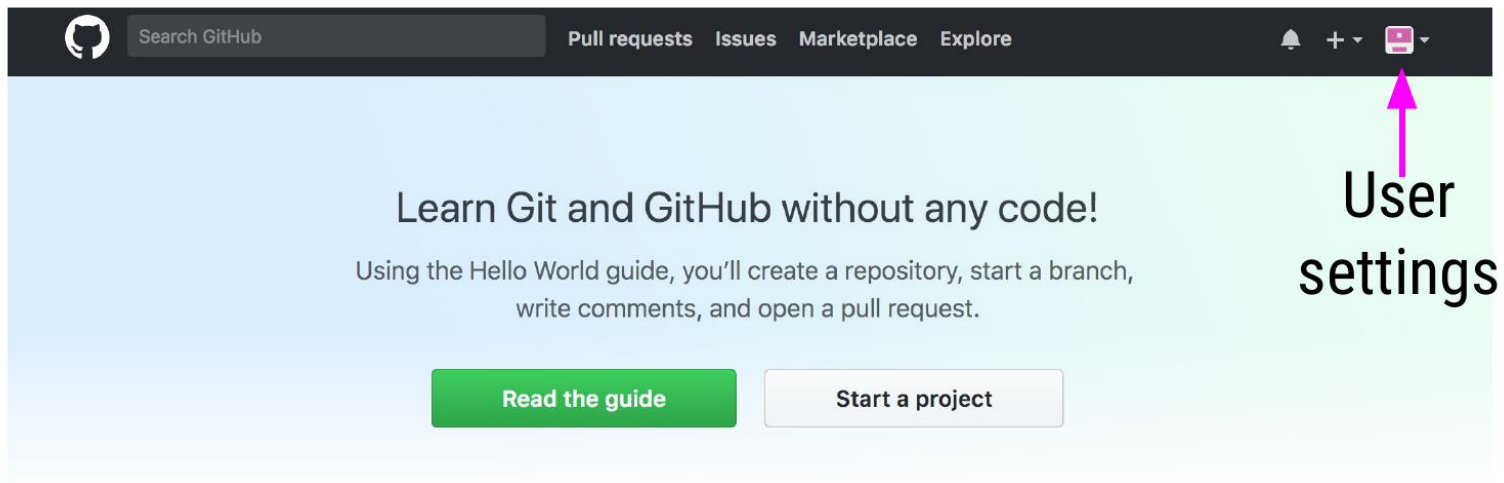 Search GitHub
Pull requests Issues Marketplace Explore
Learn Git and GitHub without any code!
Using the Hello World guide, you’ll create a repository, start a branch,
write comments, and open a pull request.
Read the guide
Start a project
User
settings